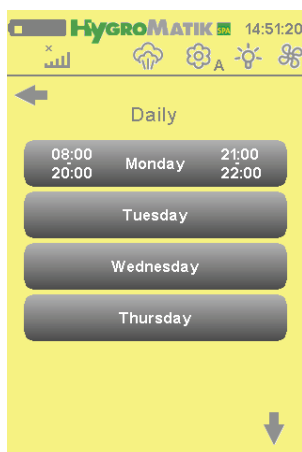 HYGROMATIK SPA 14:51:20
A
Daily
08:00 - 20:00 Monday 21:00 - 22:00
Tuesday
Wednesday
Thursday